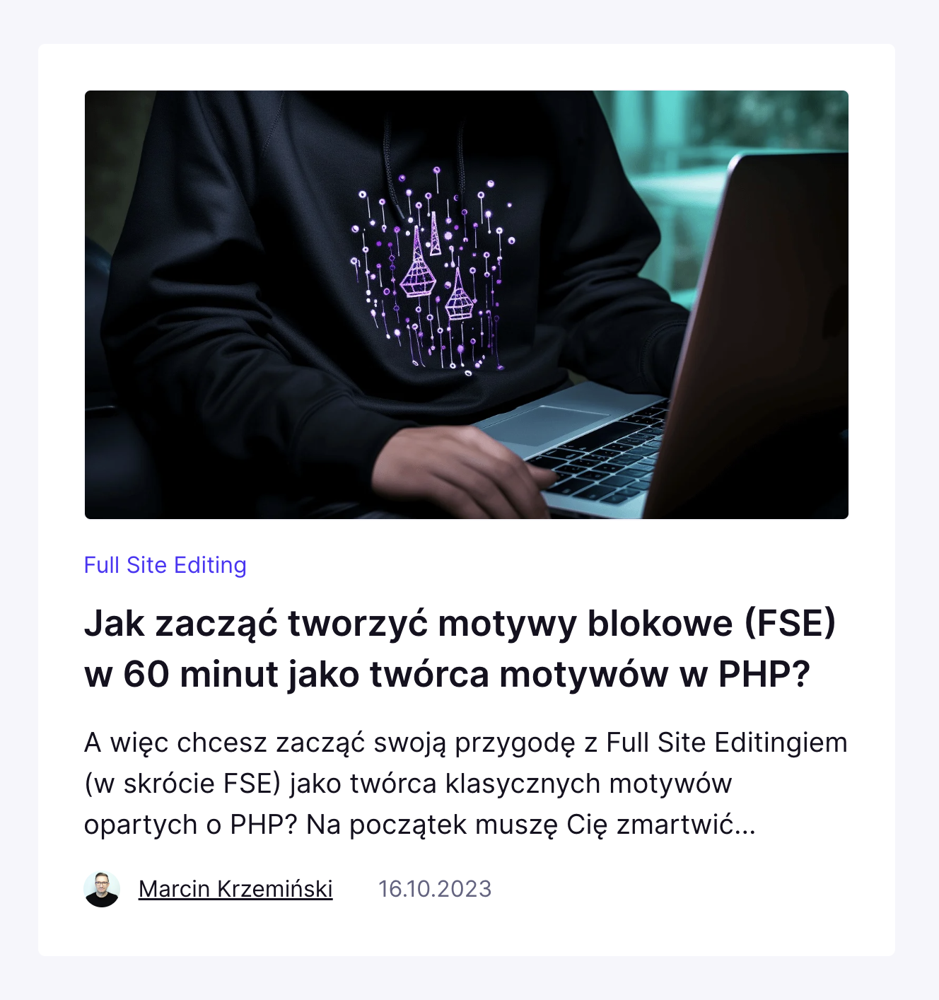 Full Site Editing
Jak zacząć tworzyć motywy blokowe (FSE)
w 60 minut jako twórca motywów w PHP?
A więc chcesz zacząć swoją przygodę z Full Site Editingiem
(w skrócie FSE) jako twórca klasycznych motywów
opartych o PHP? Na początek muszę Cię zmartwić...
Marcin Krzemiński 16.10.2023